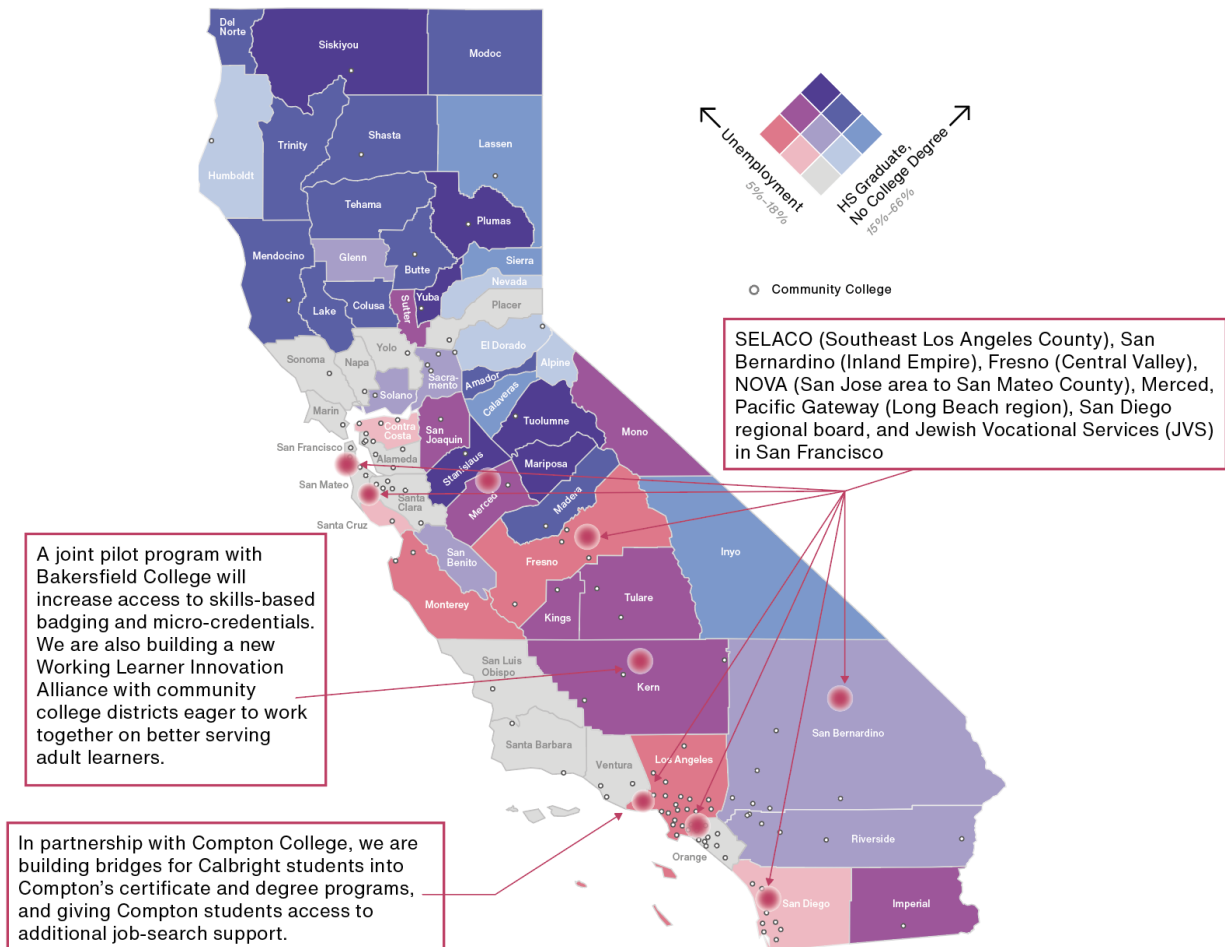 Del
Norte
Siskiyou
Modoc
Humboldt
Trinity
Shasta
Lassen
Tehama
Plumas
Mendocino
Glenn
Butte
Sierra
Nevada
Lake
Colusa
Sutter
Yuba
Placer
Sonoma
Napa
Yolo
El Dorado
Alpine
Sacra-
mento
Amador
Solano
Calaveras
Marin
Contra
Costa
San
Joaquin
Tuolumne
Mono
San Francisco
Alameda
Stanislaus
Mariposa
San Mateo
Santa
Clara
Merced
Madera
Santa Cruz
San
Benito
Fresno
Inyo
Monterey
Kings
Tulare
San Luis
Obispo
Kern
Santa Barbara
Ventura
Los Angeles
San Bernardino
Orange
Riverside
San Diego
Imperial
Unemployment
5%–18%
HS Graduate,
No College Degree
15%–66%
Community College
SELACO (Southeast Los Angeles County), San
Bernardino (Inland Empire), Fresno (Central Valley),
NOVA (San Jose area to San Mateo County), Merced,
Pacific Gateway (Long Beach region), San Diego
regional board, and Jewish Vocational Services (JVS)
in San Francisco
A joint pilot program with
Bakersfield College will
increase access to skills-based
badging and micro-credentials.
We are also building a new
Working Learner Innovation
Alliance with community
college districts eager to work
together on better serving
adult learners.
In partnership with Compton College, we are
building bridges for Calbright students into
Compton's certificate and degree programs,
and giving Compton students access to
additional job-search support.